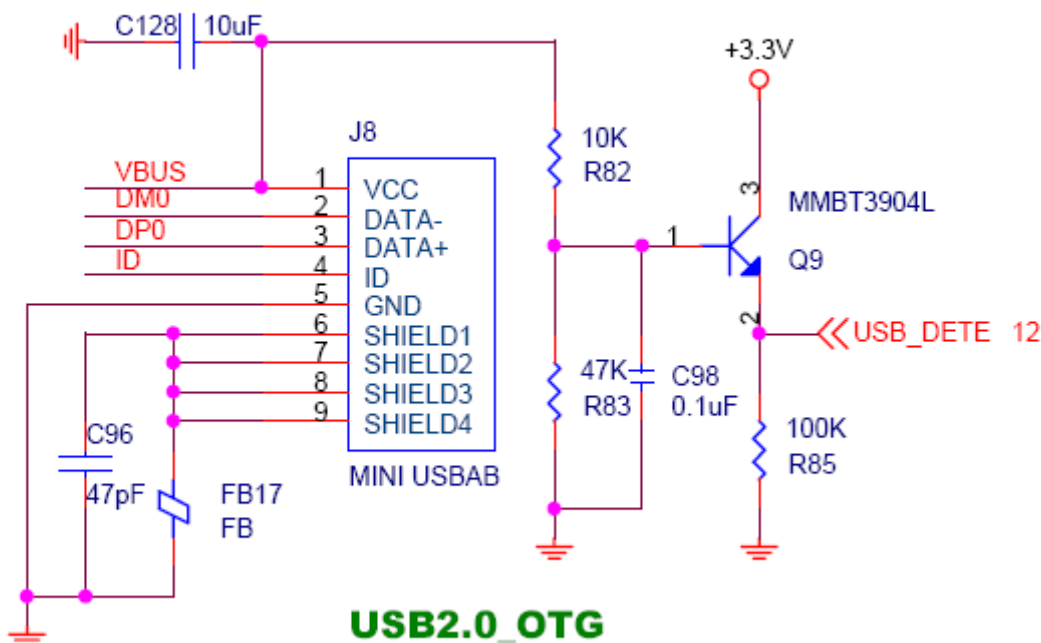 C128 10uF
+3.3V
J8
10K
R82
VBUS 1 VCC
DM0 2 DATA-
DP0 3 DATA+
ID 4 ID
5 GND
6 SHIELD1
7 SHIELD2
8 SHIELD3
9 SHIELD4
MINI USBAB
3
MMBT3904L
1
Q9
2
USB_DETE 12
47K
R83
C98
0.1uF
C96
47pF
FB17
FB
100K
R85
USB2.0_OTG